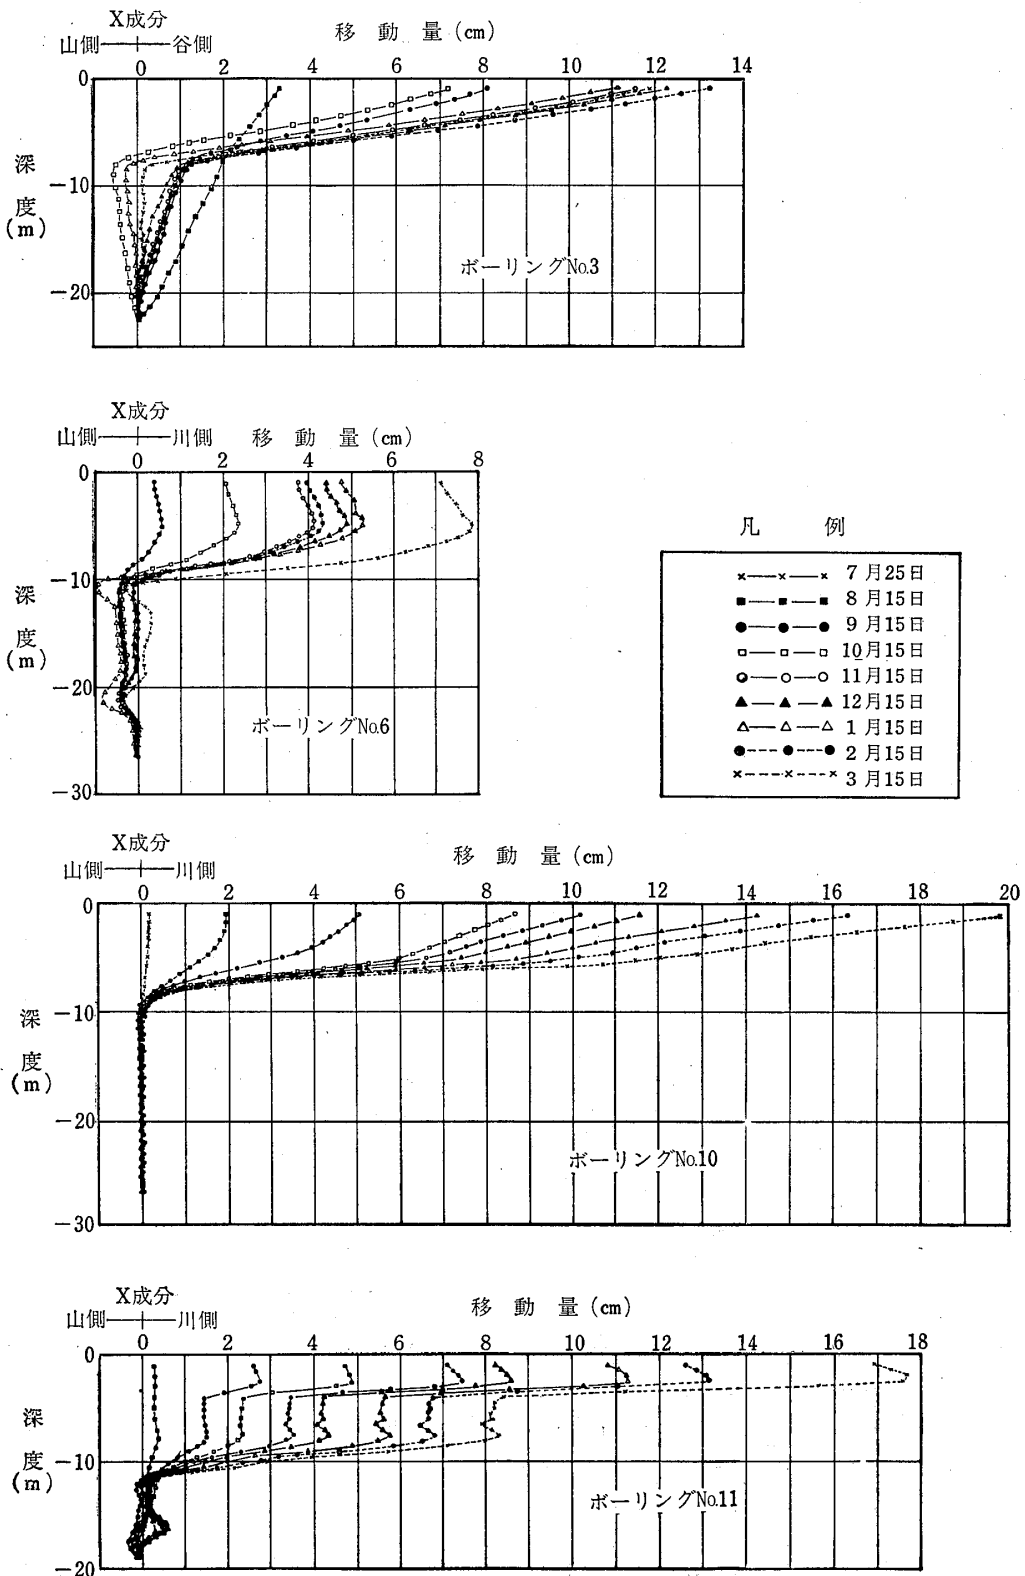 X成分
移動量(cm)
山側 谷側
0 2 4 6 8 10 12 14
0
-10
-20
深度(m)
ボーリングNo.3
X成分
山側 川側 移動量(cm)
0 2 4 6 8
0
-10
-20
-30
深度(m)
ボーリングNo.6
凡例
7月25日
8月15日
9月15日
10月15日
11月15日
12月15日
1月15日
2月15日
3月15日
X成分
移動量(cm)
山側 川側
0 2 4 6 8 10 12 14 16 18 20
0
-10
-20
-30
深度(m)
ボーリングNo.10
X成分
移動量(cm)
山側 川側
0 2 4 6 8 10 12 14 16 18
0
-10
-20
深度(m)
ボーリングNo.11